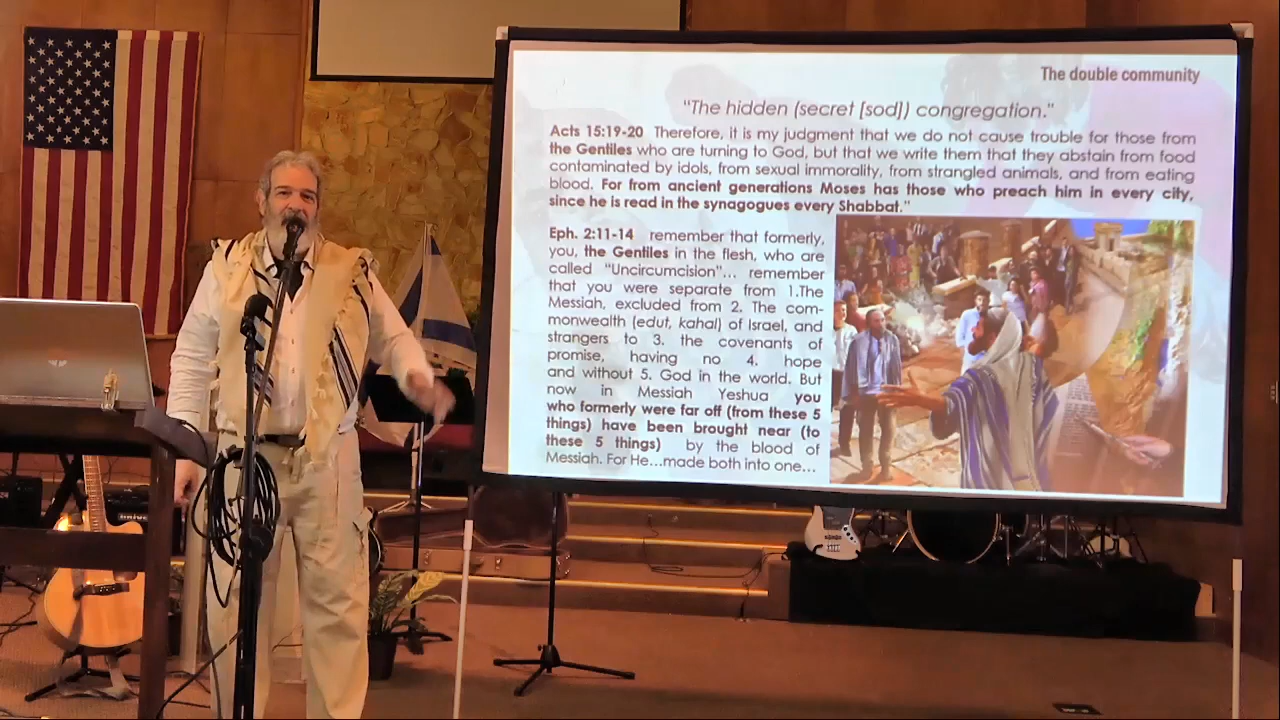 The double community
"The hidden (secret [sod]) congregation."
Acts 15:19-20 Therefore, it is my judgment that we do not cause trouble for those from
the Gentiles who are turning to God, but that we write them that they abstain from food
contaminated by idols, from sexual immorality, from strangled animals, and from eating
blood. For from ancient generations Moses has those who preach him in every city,
since he is read in the synagogues every Shabbat."
Eph. 2:11-14 remember that formerly,
you, the Gentiles in the flesh, who are
called "Uncircumcision"... remember
that you were separate from 1.The
Messiah, excluded from 2. The com-
monwealth (edut, kahal) of Israel, and
strangers to 3. the covenants of
promise, having no 4. hope
and without 5. God in the world. But
now in Messiah Yeshua you
who formerly were far off (from these 5
things) have been brought near (to
these 5 things) by the blood of
Messiah. For He...made both into one...